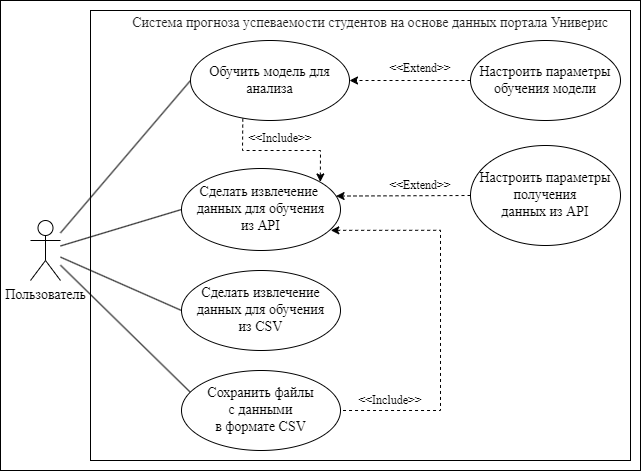 Система прогноза успеваемости студентов на основе данных портала Универис
Обучить модель для
анализа
<<Extend>>
Настроить параметры
обучения модели
<<Include>>
Сделать извлечение
данных для обучения
из API
<<Extend>>
Настроить параметры
получения
данных из API
Пользователь
Сделать извлечение
данных для обучения
из CSV
Сохранить файлы
с данными
в формате CSV
<<Include>>